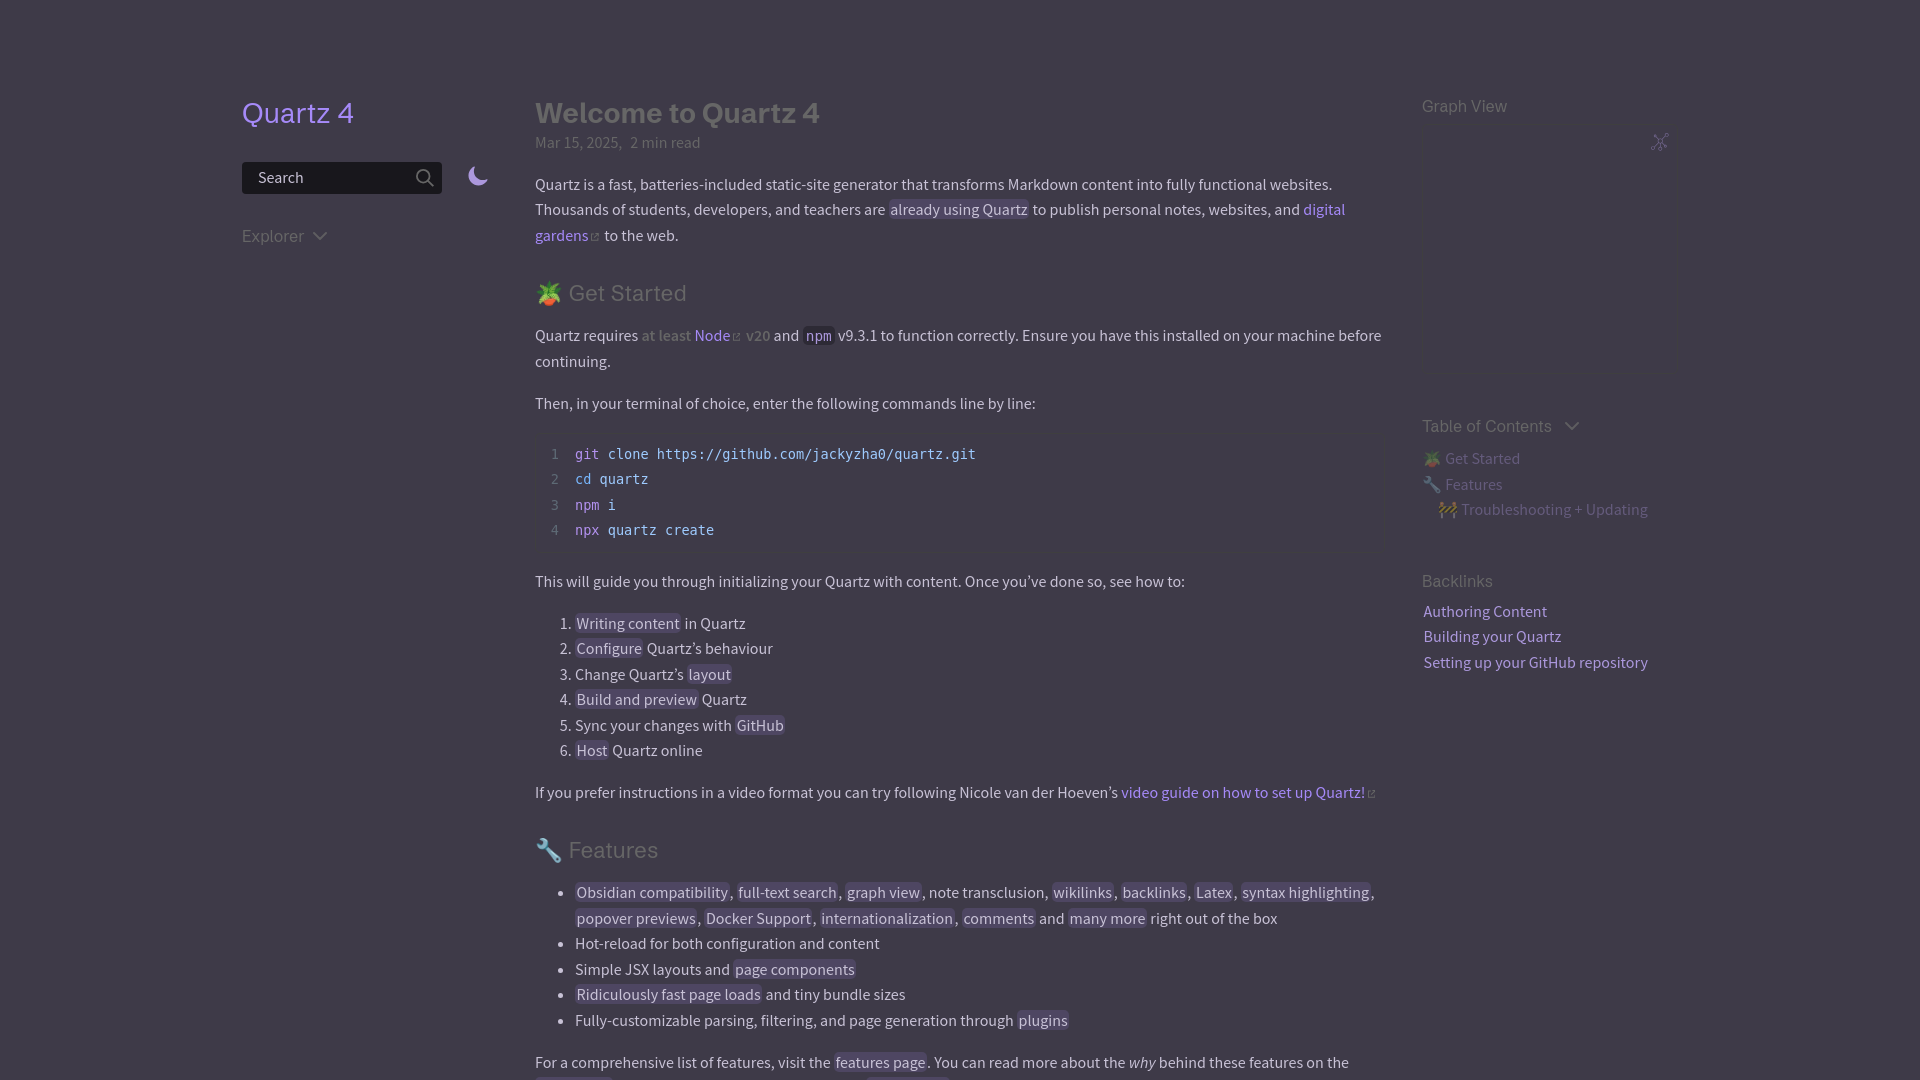 Quartz 4
Search
Explorer
Welcome to Quartz 4
Mar 15, 2025, 2 min read
Quartz is a fast, batteries-included static-site generator that transforms Markdown content into fully functional websites.
Thousands of students, developers, and teachers are already using Quartz to publish personal notes, websites, and digital
gardens to the web.
🪴 Get Started
Quartz requires at least Node v20 and npm v9.3.1 to function correctly. Ensure you have this installed on your machine before
continuing.
Then, in your terminal of choice, enter the following commands line by line:
1 git clone https://github.com/jackyzha0/quartz.git
2 cd quartz
3 npm i
4 npx quartz create
This will guide you through initializing your Quartz with content. Once you’ve done so, see how to:
1. Writing content in Quartz
2. Configure Quartz’s behaviour
3. Change Quartz’s layout
4. Build and preview Quartz
5. Sync your changes with GitHub
6. Host Quartz online
If you prefer instructions in a video format you can try following Nicole van der Hoeven’s video guide on how to set up Quartz!
🔧 Features
• Obsidian compatibility, full-text search, graph view, note transclusion, wikilinks, backlinks, Latex, syntax highlighting,
popover previews, Docker Support, internationalization, comments and many more right out of the box
• Hot-reload for both configuration and content
• Simple JSX layouts and page components
• Ridiculously fast page loads and tiny bundle sizes
• Fully-customizable parsing, filtering, and page generation through plugins
For a comprehensive list of features, visit the features page. You can read more about the why behind these features on the
Graph View
Table of Contents
🪴 Get Started
🔧 Features
🚧 Troubleshooting + Updating
Backlinks
Authoring Content
Building your Quartz
Setting up your GitHub repository